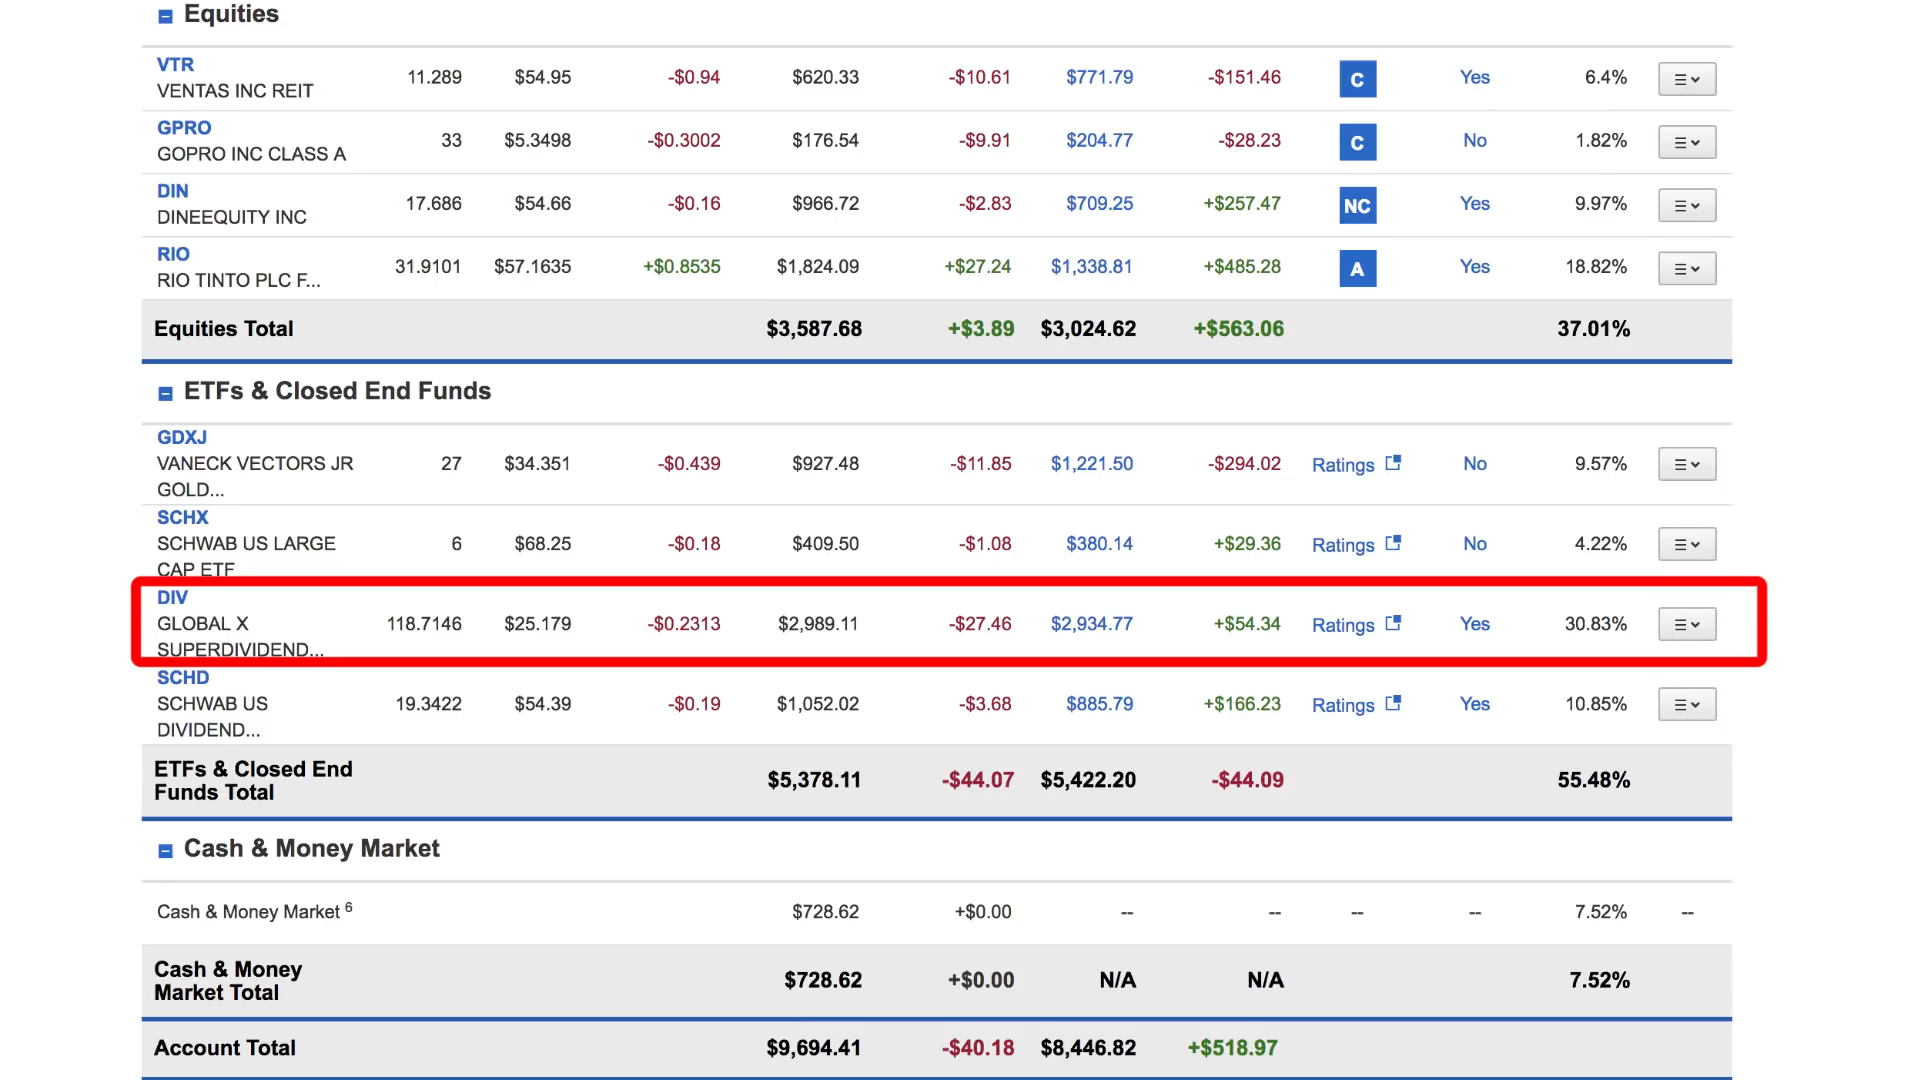 Equities
VTR
VENTAS INC REIT 11.289 $54.95 -$0.94 $620.33 -$10.61 $771.79 -$151.46 C Yes 6.4%
GPRO
GOPRO INC CLASS A 33 $5.3498 -$0.3002 $176.54 -$9.91 $204.77 -$28.23 C No 1.82%
DIN
DINEEQUITY INC 17.686 $54.66 -$0.16 $966.72 -$2.83 $709.25 +$257.47 NC Yes 9.97%
RIO
RIO TINTO PLC F... 31.9101 $57.1635 +$0.8535 $1,824.09 +$27.24 $1,338.81 +$485.28 A Yes 18.82%
Equities Total $3,587.68 +$3.89 $3,024.62 +$563.06 37.01%
ETFs & Closed End Funds
GDXJ
VANECK VECTORS JR 27 $34.351 -$0.439 $927.48 -$11.85 $1,221.50 -$294.02 Ratings No 9.57%
GOLD...
SCHX
SCHWAB US LARGE 6 $68.25 -$0.18 $409.50 -$1.08 $380.14 +$29.36 Ratings No 4.22%
CAP ETF
DIV
GLOBAL X 118.7146 $25.179 -$0.2313 $2,989.11 -$27.46 $2,934.77 +$54.34 Ratings Yes 30.83%
SUPERDIVIDEND...
SCHD
SCHWAB US 19.3422 $54.39 -$0.19 $1,052.02 -$3.68 $885.79 +$166.23 Ratings Yes 10.85%
DIVIDEND...
ETFs & Closed End
Funds Total $5,378.11 -$44.07 $5,422.20 -$44.09 55.48%
Cash & Money Market
Cash & Money Market 6 $728.62 +$0.00 -- -- -- -- 7.52% --
Cash & Money
Market Total $728.62 +$0.00 N/A N/A 7.52%
Account Total $9,694.41 -$40.18 $8,446.82 +$518.97